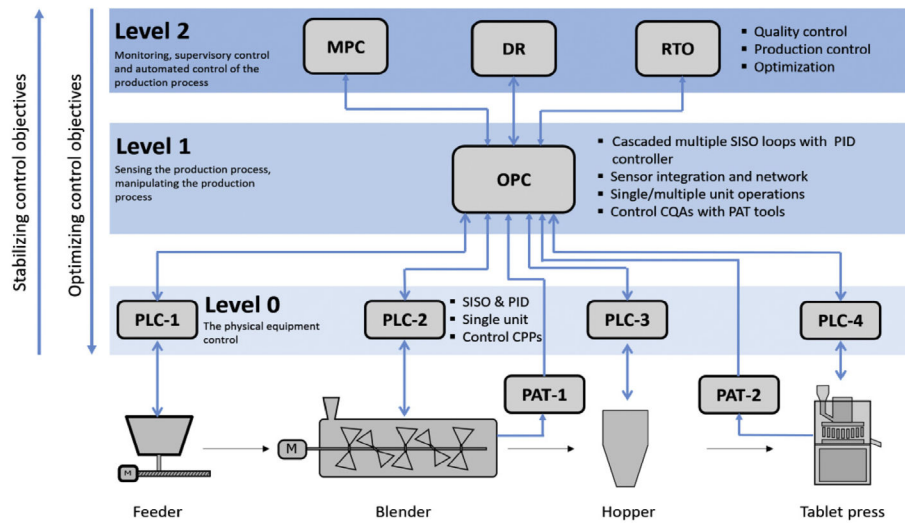 Stabilizing control objectives
Optimizing control objectives
Level 2
Monitoring, supervisory control
and automated control of the
production process
MPC
DR
RTO
▪ Quality control
▪ Production control
▪ Optimization
Level 1
Sensing the production process,
manipulating the production
process
OPC
▪ Cascaded multiple SISO loops with PID
controller
▪ Sensor integration and network
▪ Single/multiple unit operations
▪ Control CQAs with PAT tools
Level 0
The physical equipment
control
PLC-1
PLC-2
▪ SISO & PID
▪ Single unit
▪ Control CPPs
PLC-3
PLC-4
PAT-1
PAT-2
M
M
Feeder
Blender
Hopper
Tablet press